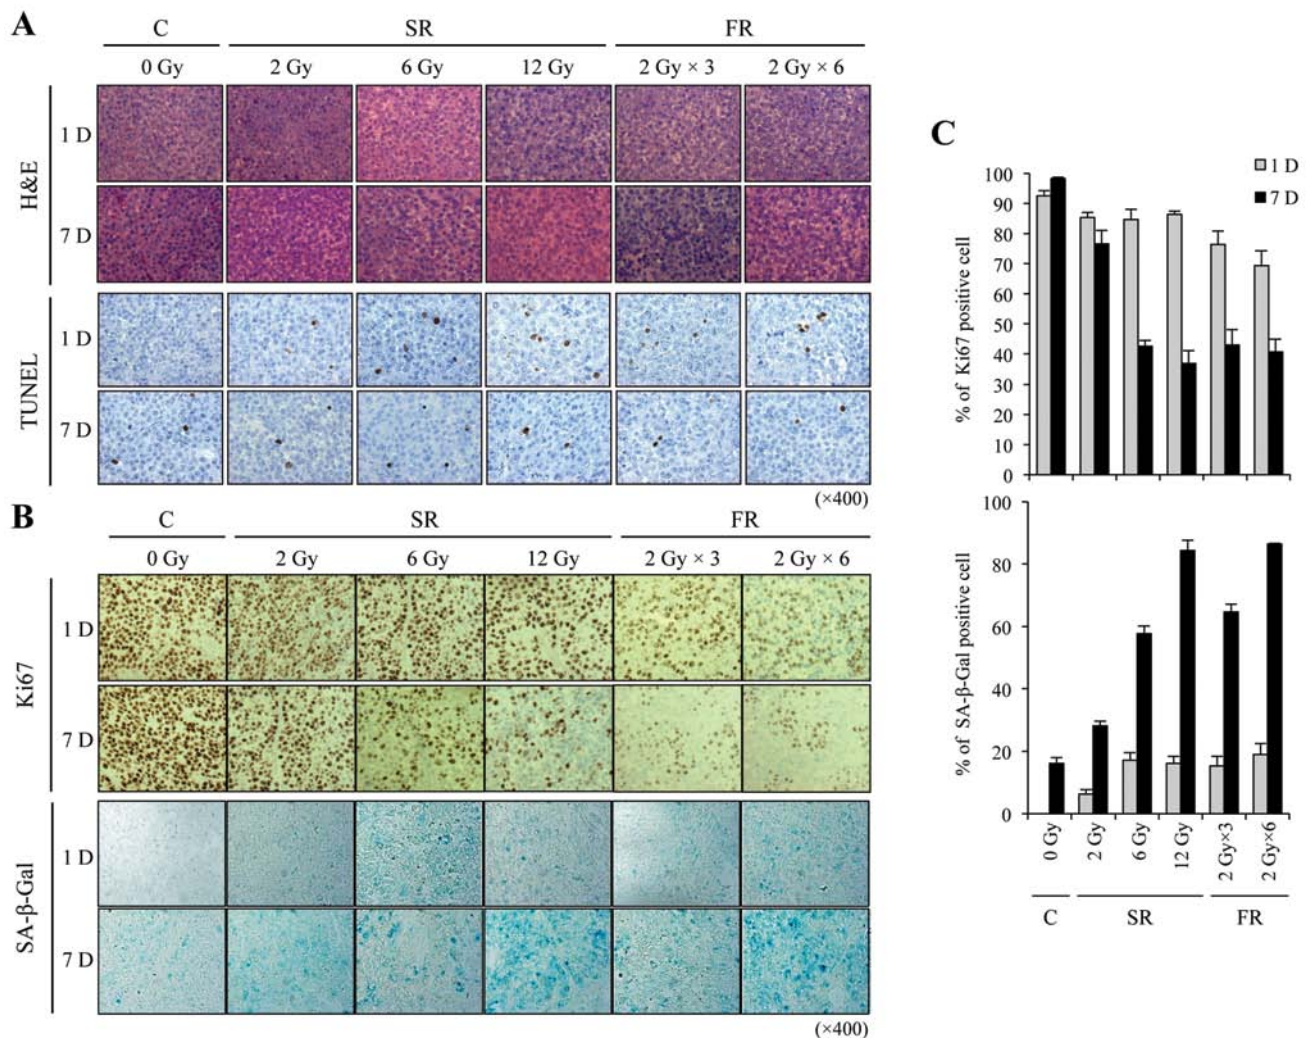 A
C SR FR
0 Gy 2 Gy 6 Gy 12 Gy 2 Gy × 3 2 Gy × 6
H&E
1 D
7 D
TUNEL
1 D
7 D
(×400)
B
C SR FR
0 Gy 2 Gy 6 Gy 12 Gy 2 Gy × 3 2 Gy × 6
Ki67
1 D
7 D
SA-β-Gal
1 D
7 D
(×400)
C
1 D
7 D
% of Ki67 positive cell
100
90
80
70
60
50
40
30
20
10
0
% of SA-β-Gal positive cell
100
80
60
40
20
0
0 Gy 2 Gy 6 Gy 12 Gy 2 Gy×3 2 Gy×6
C SR FR